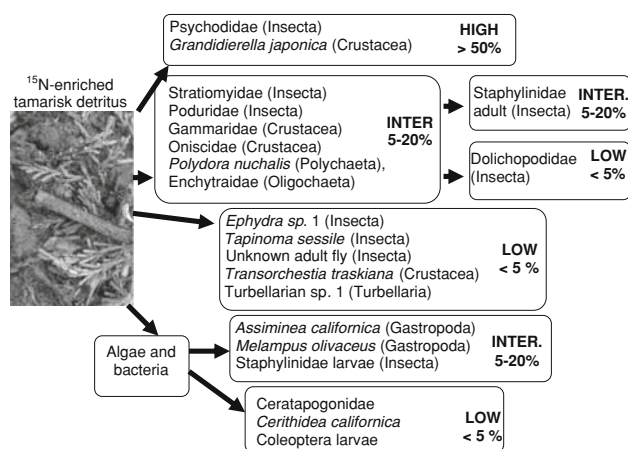 Psychodidae (Insecta)
Grandidierella japonica (Crustacea)
HIGH
> 50%
15N-enriched
tamarisk detritus
Stratiomyidae (Insecta)
Poduridae (Insecta)
Gammaridae (Crustacea)
Oniscidae (Crustacea)
Polydora nuchalis (Polychaeta),
Enchytraidae (Oligochaeta)
INTER
5-20%
Staphylinidae
adult (Insecta)
INTER.
5-20%
Dolichopodidae
(Insecta)
LOW
< 5%
Ephydra sp. 1 (Insecta)
Tapinoma sessile (Insecta)
Unknown adult fly (Insecta)
Transorchestia traskiana (Crustacea)
Turbellarian sp. 1 (Turbellaria)
LOW
< 5 %
Algae and
bacteria
Assiminea californica (Gastropoda)
Melampus olivaceus (Gastropoda)
Staphylinidae larvae (Insecta)
INTER.
5-20%
Ceratapogonidae
Cerithidea californica
Coleoptera larvae
LOW
< 5 %